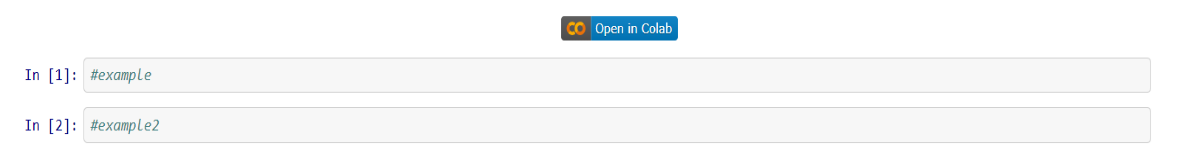 Open in Colab
In [1]: #example
In [2]: #example2